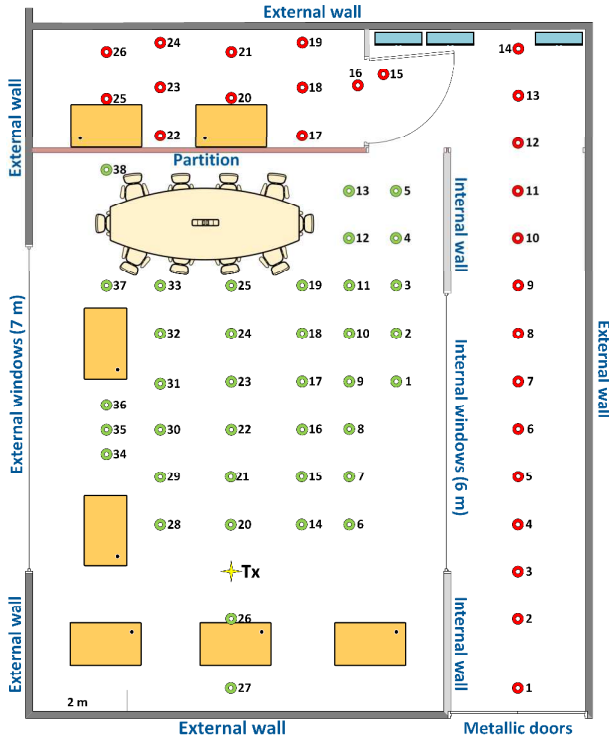 External wall
24 19 14
26 21
16 15
23 18 13
25 20
22 17 12
External wall
Partition
38
13 5 11
12 4 10
Internal wall
37 33 25 19 11 3 9
32 24 18 10 2 8
31 23 17 9 1 7
36
35 30 22 16 8 6
34
29 21 15 7 5
28 20 14 6 4
External windows (7 m)
Internal windows (6 m)
External wall
Tx 3
26 2
External wall
Internal wall
27 1
2 m
External wall
Metallic doors